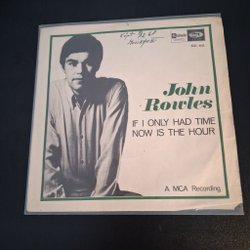 John
Rowles
IF I ONLY HAD TIME
NOW IS THE HOUR
A MCA Recording